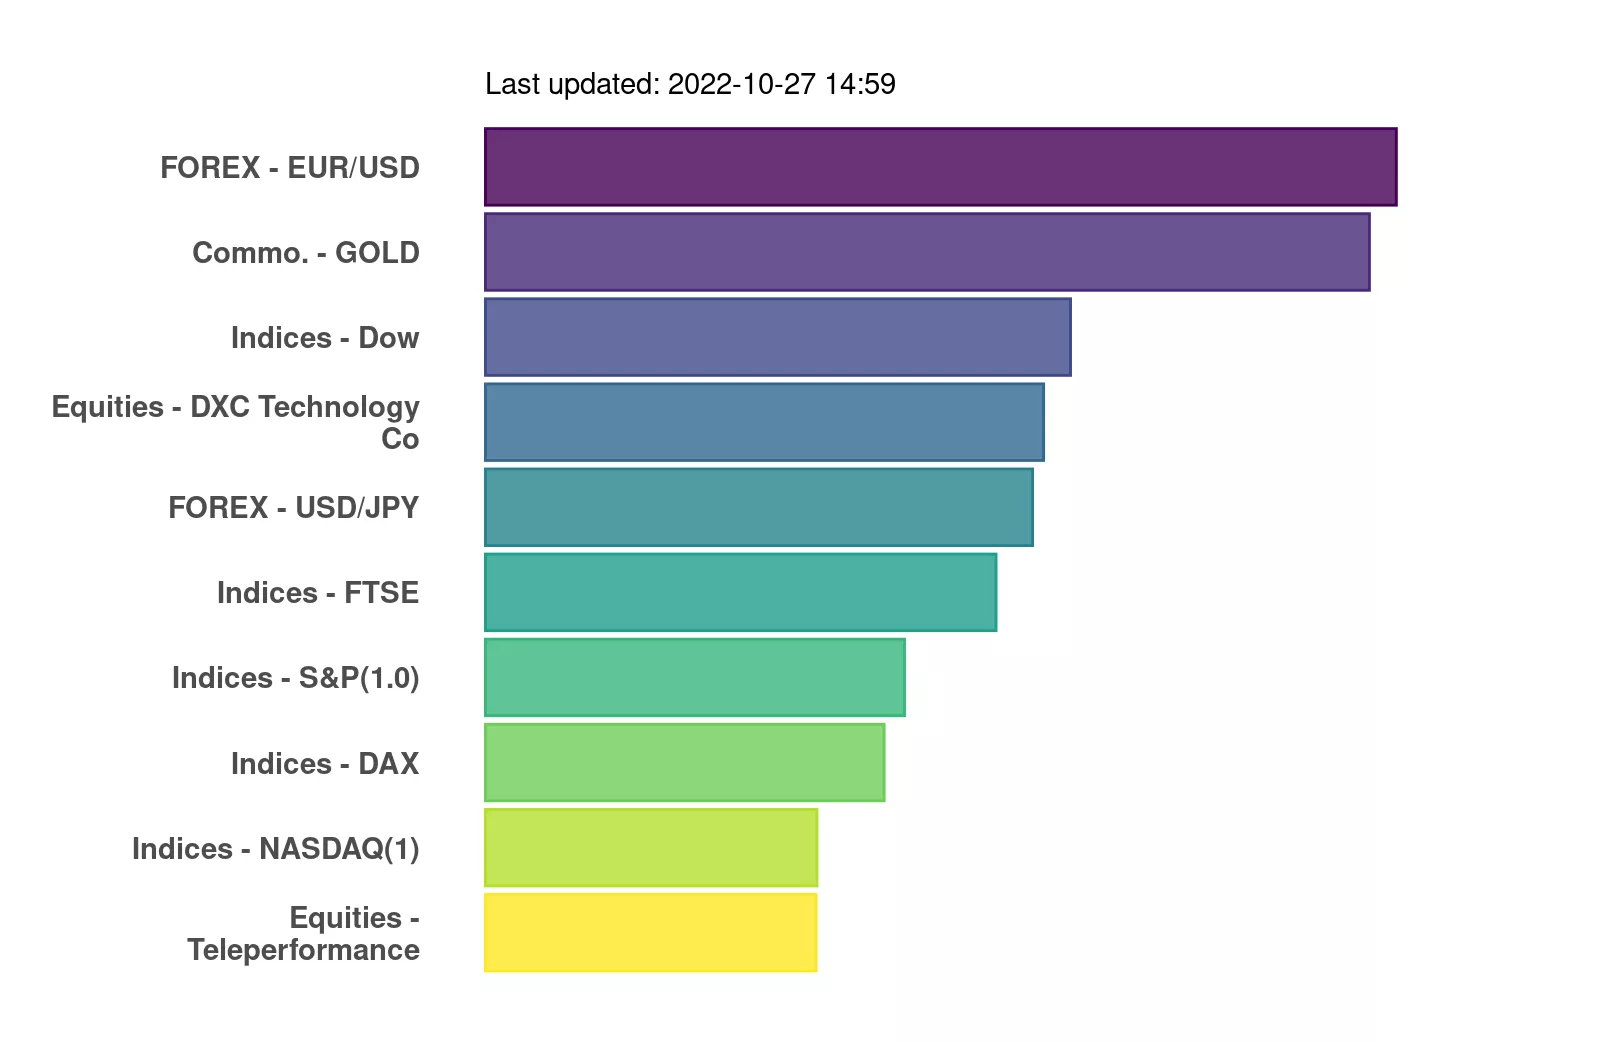 Last updated: 2022-10-27 14:59
FOREX - EUR/USD
Commo. - GOLD
Indices - Dow
Equities - DXC Technology
Co
FOREX - USD/JPY
Indices - FTSE
Indices - S&P(1.0)
Indices - DAX
Indices - NASDAQ(1)
Equities -
Teleperformance